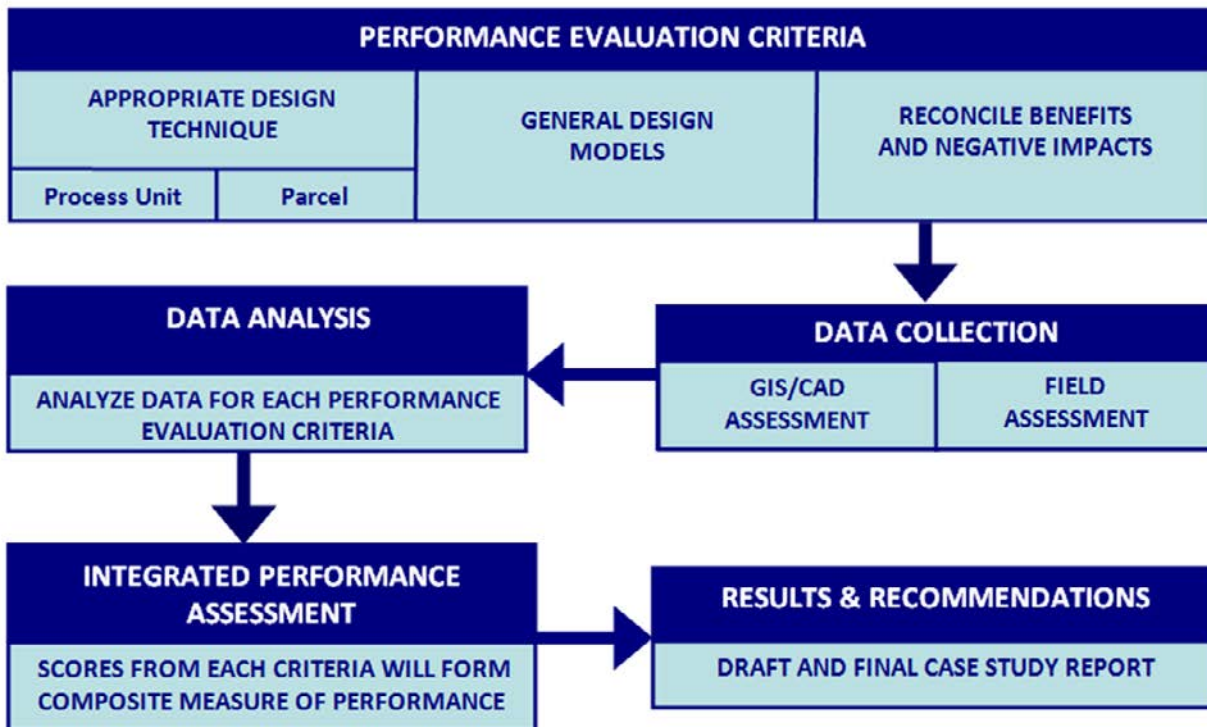 PERFORMANCE EVALUATION CRITERIA
APPROPRIATE DESIGN
TECHNIQUE
Process Unit
Parcel
GENERAL DESIGN
MODELS
RECONCILE BENEFITS
AND NEGATIVE IMPACTS
DATA COLLECTION
GIS/CAD
ASSESSMENT
FIELD
ASSESSMENT
DATA ANALYSIS
ANALYZE DATA FOR EACH PERFORMANCE
EVALUATION CRITERIA
INTEGRATED PERFORMANCE
ASSESSMENT
SCORES FROM EACH CRITERIA WILL FORM
COMPOSITE MEASURE OF PERFORMANCE
RESULTS & RECOMMENDATIONS
DRAFT AND FINAL CASE STUDY REPORT